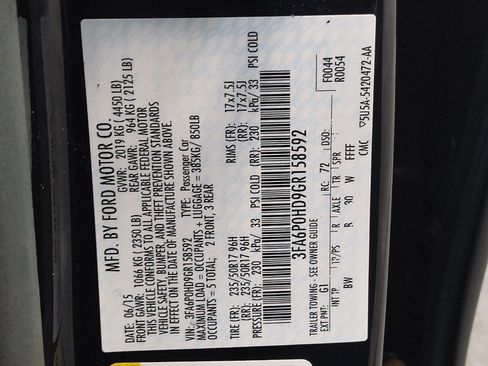 MFD. BY FORD MOTOR CO.
DATE: 06/15 GVWR: 2019 KG ( 4450 LB)
FRONT GAWR: 1066 KG (2350 LB) REAR GAWR: 964 KG ( 2125 LB)
THIS VEHICLE CONFORMS TO ALL APPLICABLE FEDERAL MOTOR
VEHICLE SAFETY, BUMPER, AND THEFT PREVENTION STANDARDS
IN EFFECT ON THE DATE OF MANUFACTURE SHOWN ABOVE.
VIN: 3FA6P0HD9GR158592 TYPE: Passenger Car
MAXIMUM LOAD = OCCUPANTS + LUGGAGE = 385KG / 850LB
OCCUPANTS = 5 TOTAL; 2 FRONT, 3 REAR
TIRE (FR): 235/50R17 96H RIMS (FR): 17x7.5J
TIRE (RR): 235/50R17 96H (RR): 17x7.5J
PRESSURE (FR): 230 kPa/ 33 PSI COLD (RR): 230 kPa/ 33 PSI COLD
3FA6P0HD9GR158592
F0044
R0054
TRAILER TOWING - SEE OWNER GUIDE
EXT PNT: G1 RC: 72 DSO:
TP/PS R AXLE TR SPR
BW B 30 W FFFF
CMC
5U5A-5420472-AA